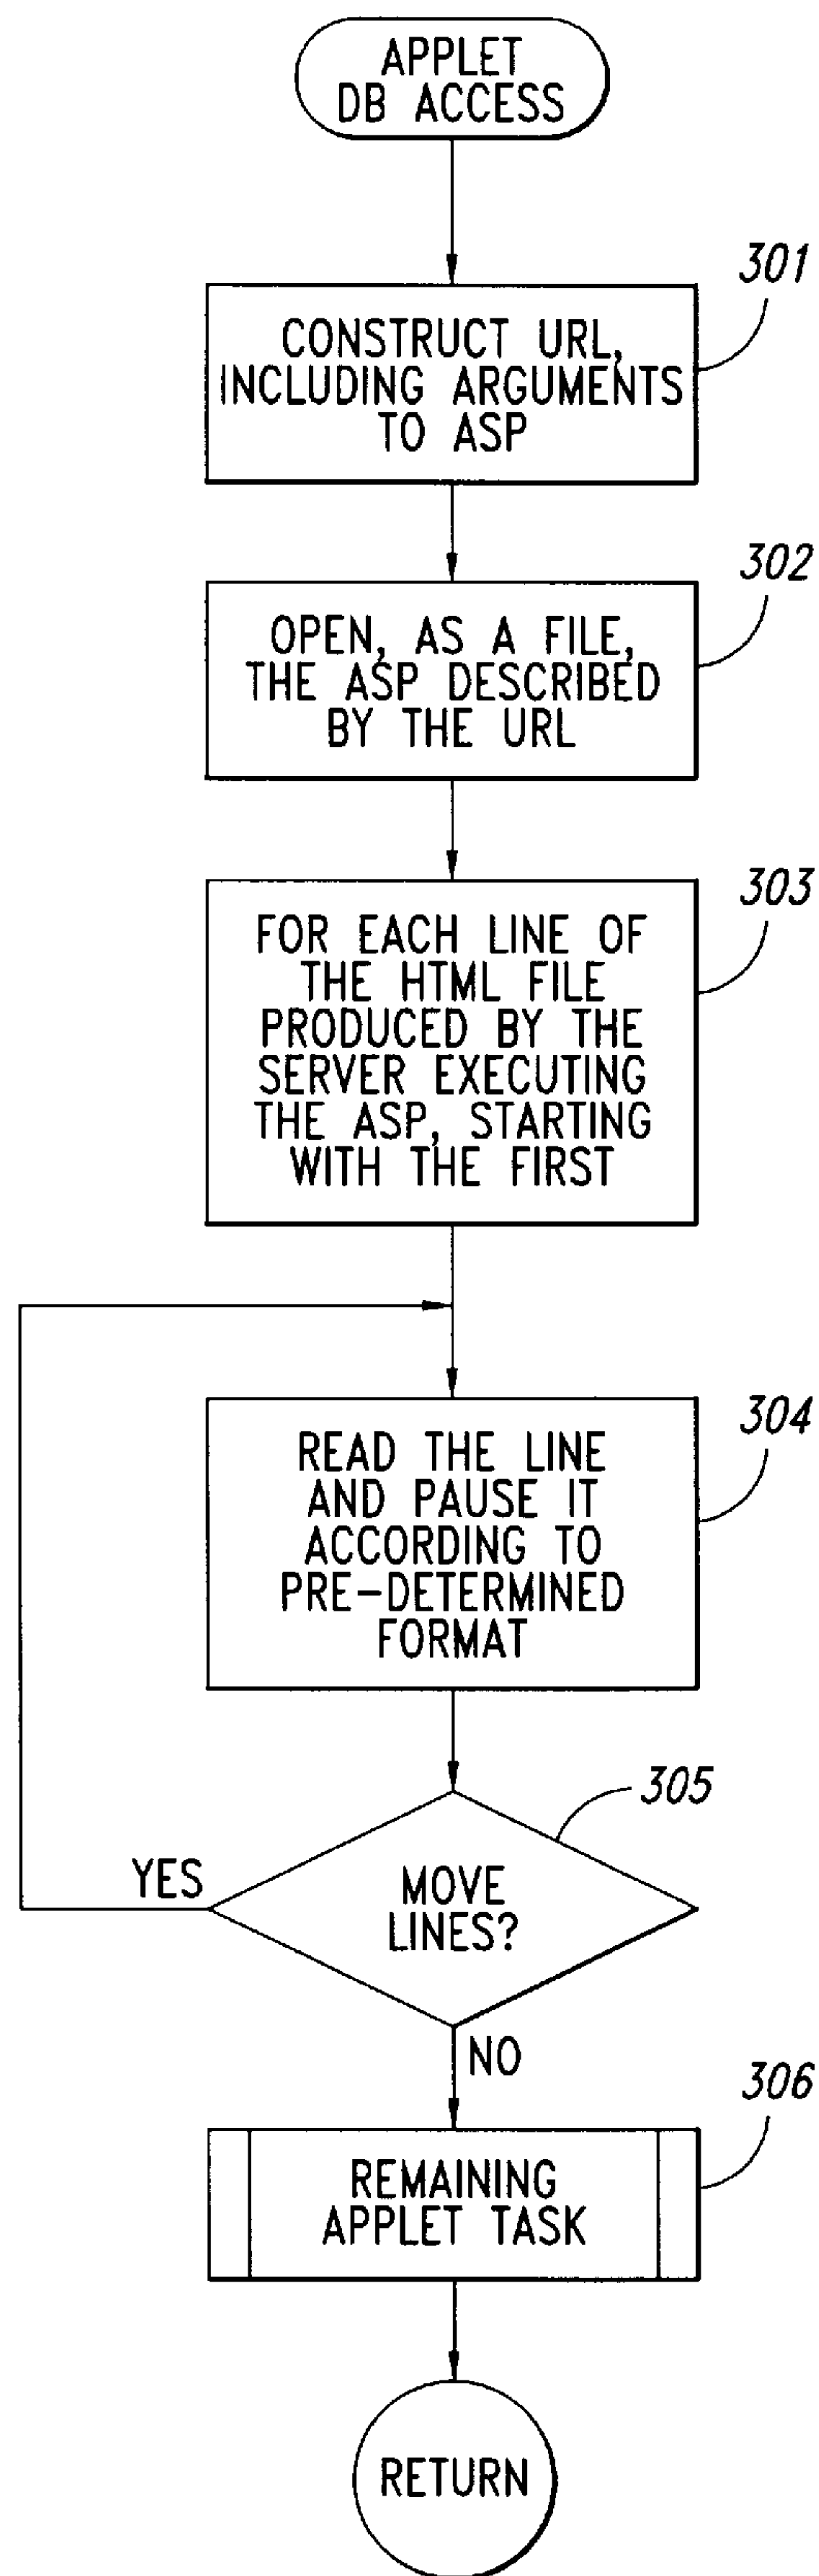 APPLET
DB ACCESS
301
CONSTRUCT URL,
INCLUDING ARGUMENTS
TO ASP
302
OPEN, AS A FILE,
THE ASP DESCRIBED
BY THE URL
303
FOR EACH LINE OF
THE HTML FILE
PRODUCED BY THE
SERVER EXECUTING
THE ASP, STARTING
WITH THE FIRST
304
READ THE LINE
AND PAUSE IT
ACCORDING TO
PRE-DETERMINED
FORMAT
305
YES
MOVE
LINES?
NO
306
REMAINING
APPLET TASK
RETURN